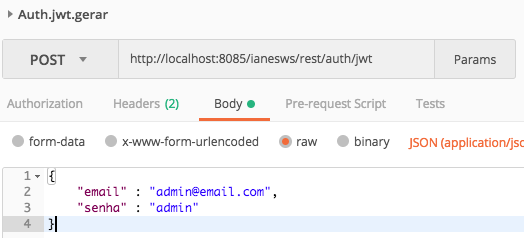 Auth.jwt.gerar
POST http://localhost:8085/ianesws/rest/auth/jwt Params
Authorization Headers (2) Body Pre-request Script Tests
form-data x-www-form-urlencoded raw binary JSON (application/jsc
1 {
2 "email" : "admin@email.com",
3 "senha" : "admin"
4 }